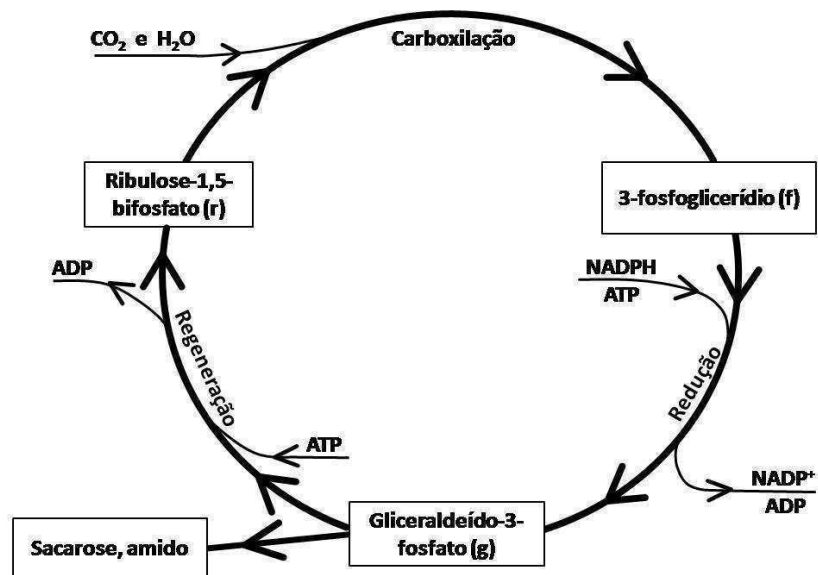 CO₂ e H₂O
Carboxilação
Ribulose-1,5-
bifosfato (r)
3-fosfoglicerídio (f)
ADP
NADPH
ATP
Regeneração
Redução
ATP
NADP⁺
ADP
Gliceraldeído-3-
fosfato (g)
Sacarose, amido